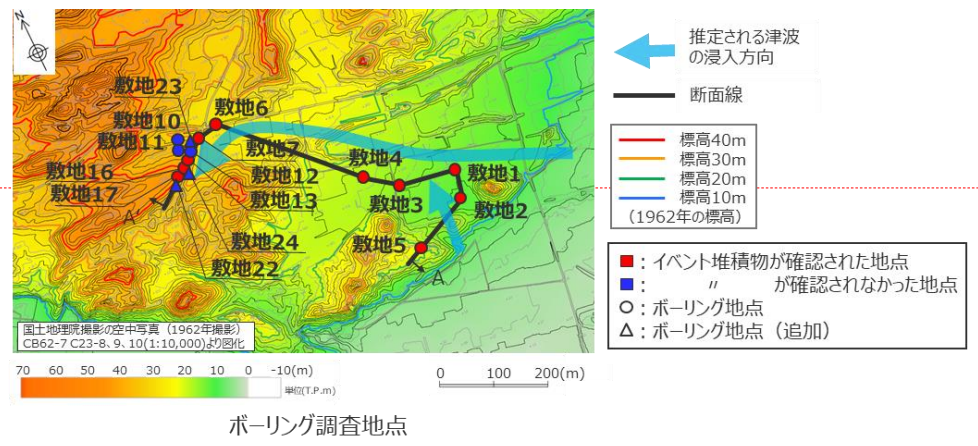 N
敷地23
敷地6
敷地10
敷地11
敷地7
敷地4
敷地1
敷地16
敷地12
敷地3
敷地17
敷地13
敷地2
A'
敷地24
敷地5
敷地22
A
国土地理院撮影の空中写真（1962年撮影）
CB62-7 C23-8、9、10(1:10,000)より図化
70 60 50 40 30 20 10 0 -10(m)
単位(T.P.m)
0 100 200(m)
推定される津波
の浸入方向
断面線
標高40m
標高30m
標高20m
標高10m
（1962年の標高）
■：イベント堆積物が確認された地点
■：　　〃　　が確認されなかった地点
○：ボーリング地点
△：ボーリング地点（追加）
ボーリング調査地点